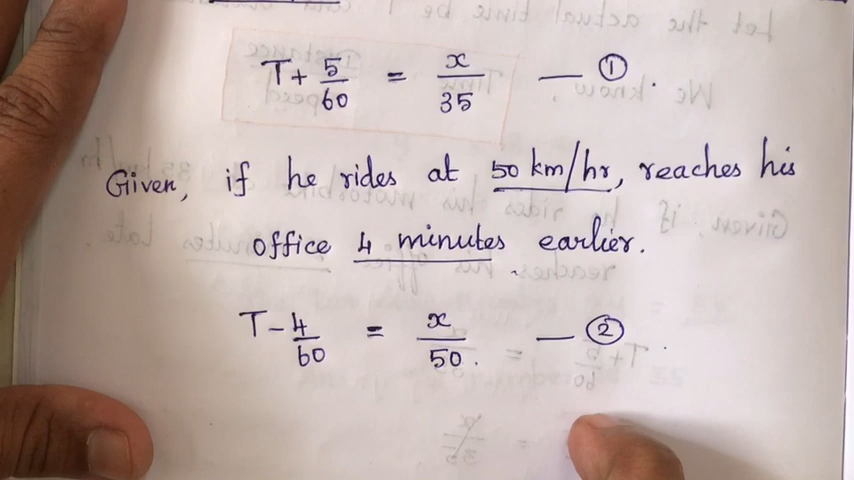 T + 5/60 = x/35 — ①.
Given, if he rides at 50 km/hr, reaches his
office 4 minutes earlier.
T - 4/60 = x/50. — ②.